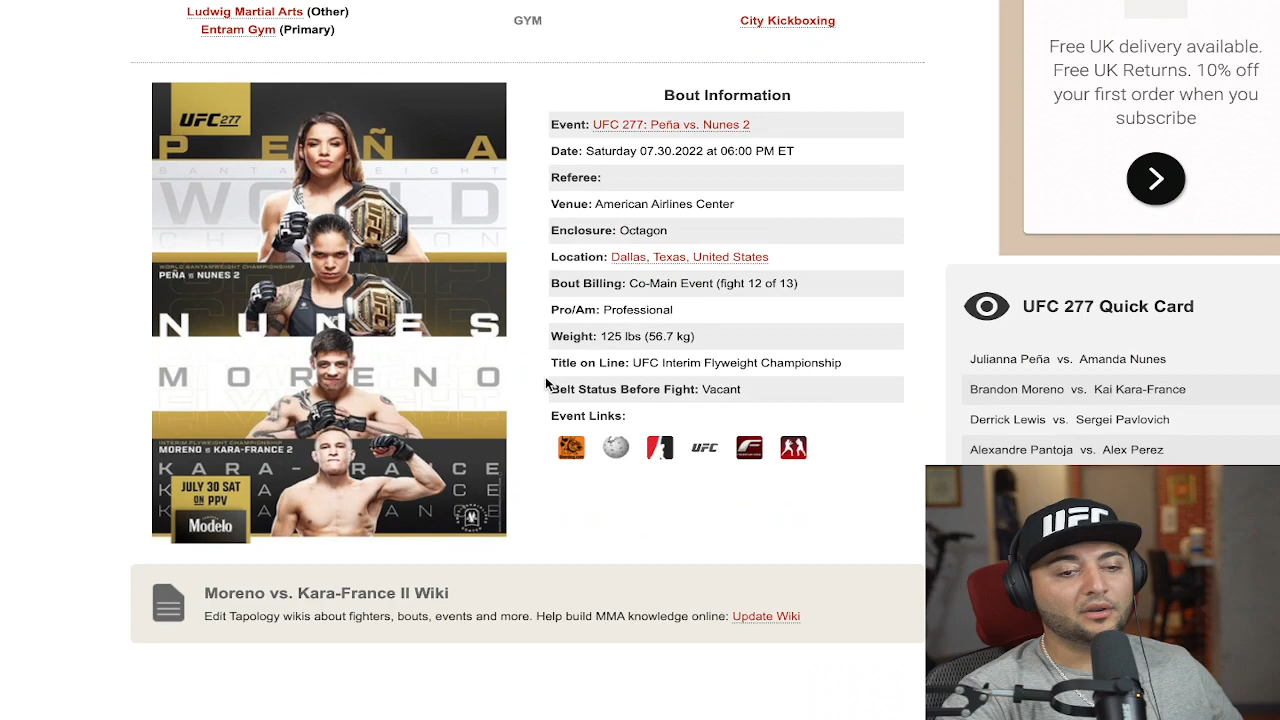 Ludwig Martial Arts (Other)
Entram Gym (Primary)
GYM
City Kickboxing
UFC 277
PEÑA
BANTAMWEIGHT
WORLD
WORLD BANTAMWEIGHT CHAMPIONSHIP
PEÑA VS NUNES 2
NUNES
MORENO
INTERIM FLYWEIGHT CHAMPIONSHIP
MORENO VS KARA-FRANCE 2
KARA-FRANCE
JULY 30 SAT
ON PPV
Modelo
Bout Information
Event: UFC 277: Peña vs. Nunes 2
Date: Saturday 07.30.2022 at 06:00 PM ET
Referee:
Venue: American Airlines Center
Enclosure: Octagon
Location: Dallas, Texas, United States
Bout Billing: Co-Main Event (fight 12 of 13)
Pro/Am: Professional
Weight: 125 lbs (56.7 kg)
Title on Line: UFC Interim Flyweight Championship
Belt Status Before Fight: Vacant
Event Links:
UFC
Moreno vs. Kara-France II Wiki
Edit Tapology wikis about fighters, bouts, events and more. Help build MMA knowledge online: Update Wiki
Free UK delivery available.
Free UK Returns. 10% off
your first order when you
subscribe
UFC 277 Quick Card
Julianna Peña vs. Amanda Nunes
Brandon Moreno vs. Kai Kara-France
Derrick Lewis vs. Sergei Pavlovich
Alexandre Pantoja vs. Alex Perez
UFC